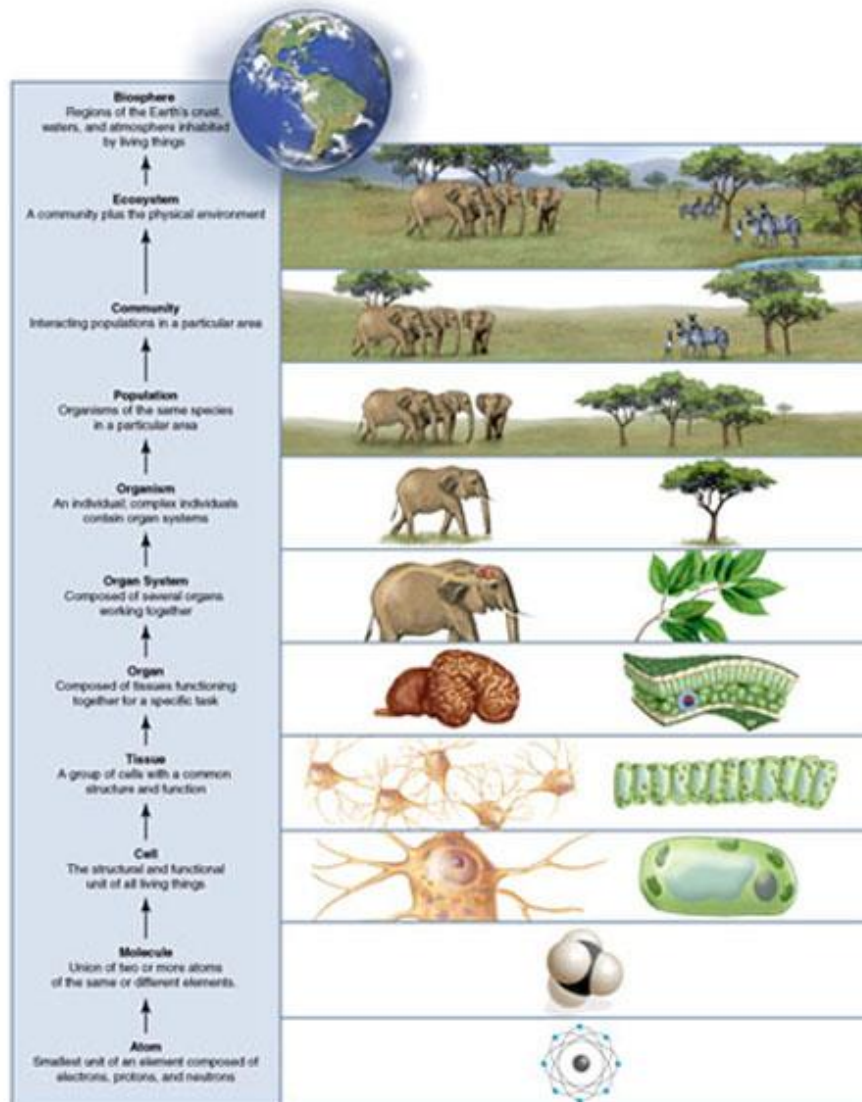 Biosphere
Regions of the Earth's crust,
waters, and atmosphere inhabited
by living things
Ecosystem
A community plus the physical environment
Community
Interacting populations in a particular area
Population
Organisms of the same species
in a particular area
Organism
An individual; complex individuals
contain organ systems
Organ System
Composed of several organs
working together
Organ
Composed of tissues functioning
together for a specific task
Tissue
A group of cells with a common
structure and function
Cell
The structural and functional
unit of all living things
Molecule
Union of two or more atoms
of the same or different elements.
Atom
Smallest unit of an element composed of
electrons, protons, and neutrons